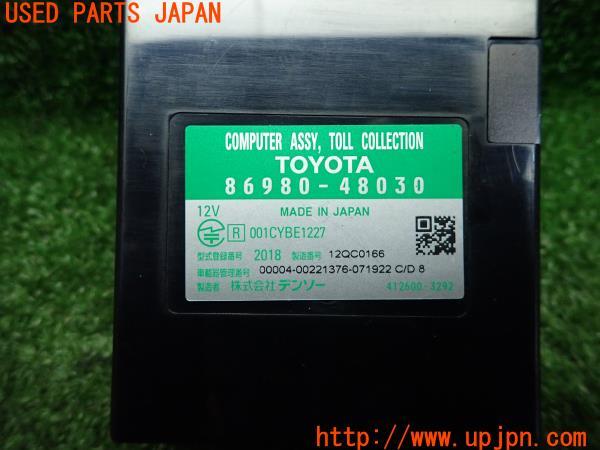 USED PARTS JAPAN
COMPUTER ASSY, TOLL COLLECTION
TOYOTA
86980-48030
12V MADE IN JAPAN
R 001CYBE1227
型式登録番号 2018 製造番号 12QC0166
車載器管理番号 00004-00221376-071922 C/D 8
製造者 株式会社デンソー 412600-3292
https://www.upjpn.com